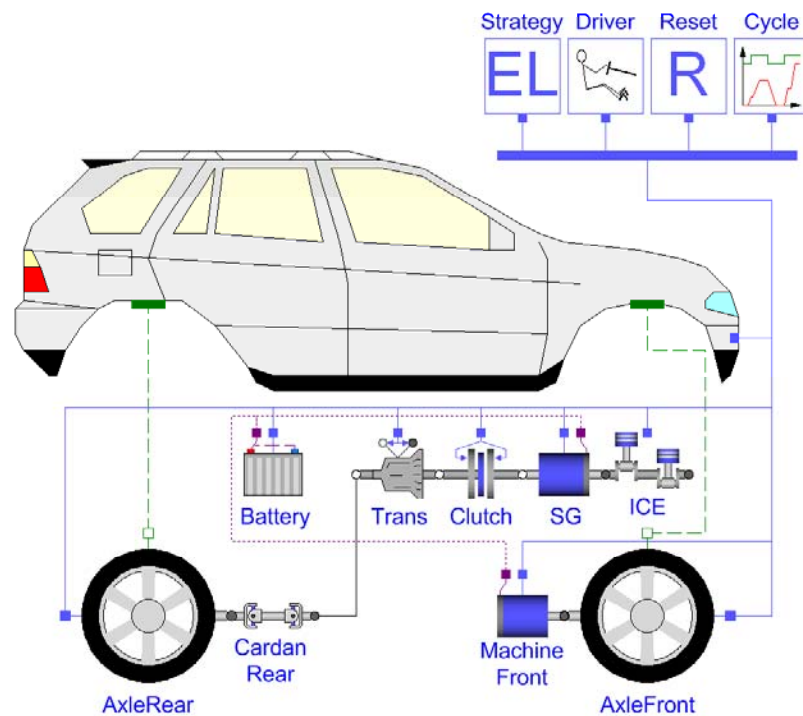 Strategy Driver Reset Cycle
EL R
Battery Trans Clutch SG ICE
Cardan
Rear
Machine
Front
AxleRear
AxleFront